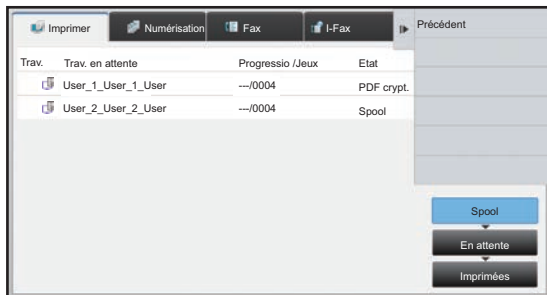 Imprimer Numérisation Fax I-Fax Précédent
Trav. Trav. en attente Progressio /Jeux Etat
User_1_User_1_User ---/0004 PDF crypt.
User_2_User_2_User ---/0004 Spool
Spool
En attente
Imprimées